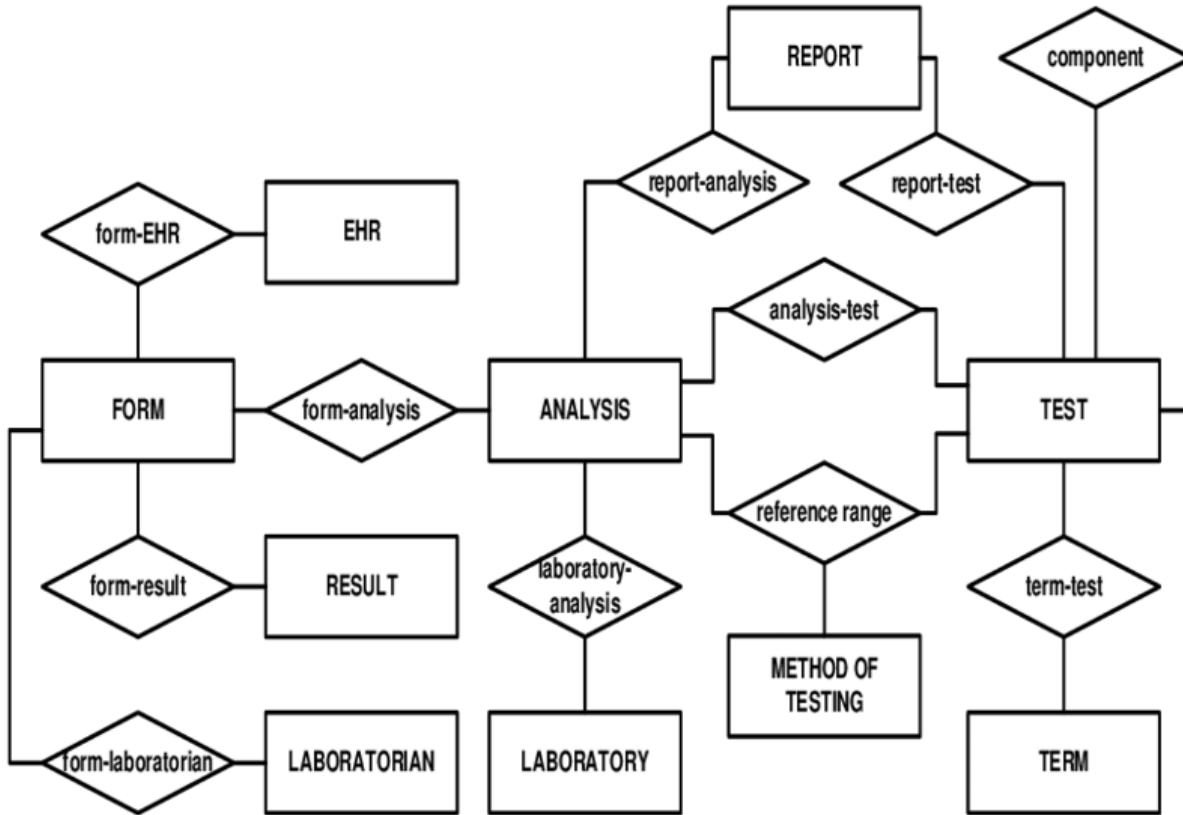 REPORT
component
report-analysis
report-test
form-EHR
EHR
analysis-test
FORM
form-analysis
ANALYSIS
TEST
reference range
form-result
RESULT
laboratory-
analysis
term-test
METHOD OF
TESTING
form-laboratorian
LABORATORIAN
LABORATORY
TERM